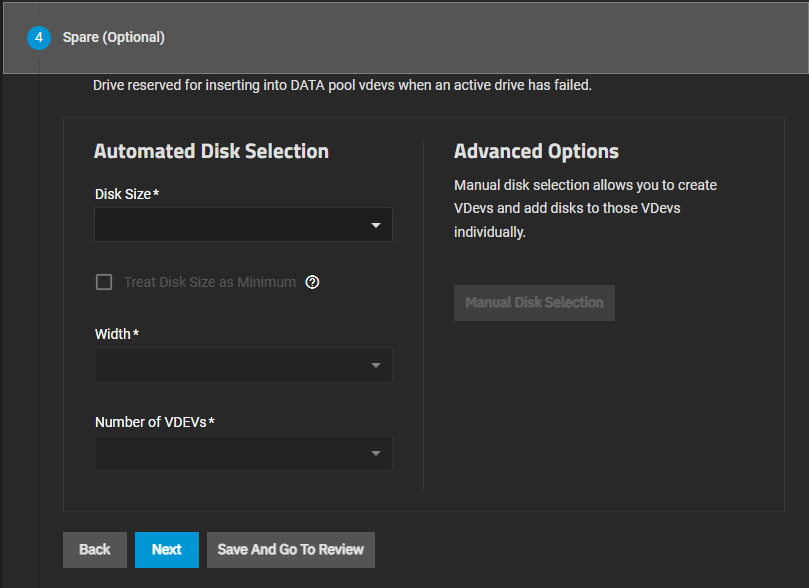 4 Spare (Optional)
Drive reserved for inserting into DATA pool vdevs when an active drive has failed.
Automated Disk Selection
Disk Size*
Treat Disk Size as Minimum ?
Width*
Number of VDEVs*
Advanced Options
Manual disk selection allows you to create
VDevs and add disks to those VDevs
individually.
Manual Disk Selection
Back Next Save And Go To Review